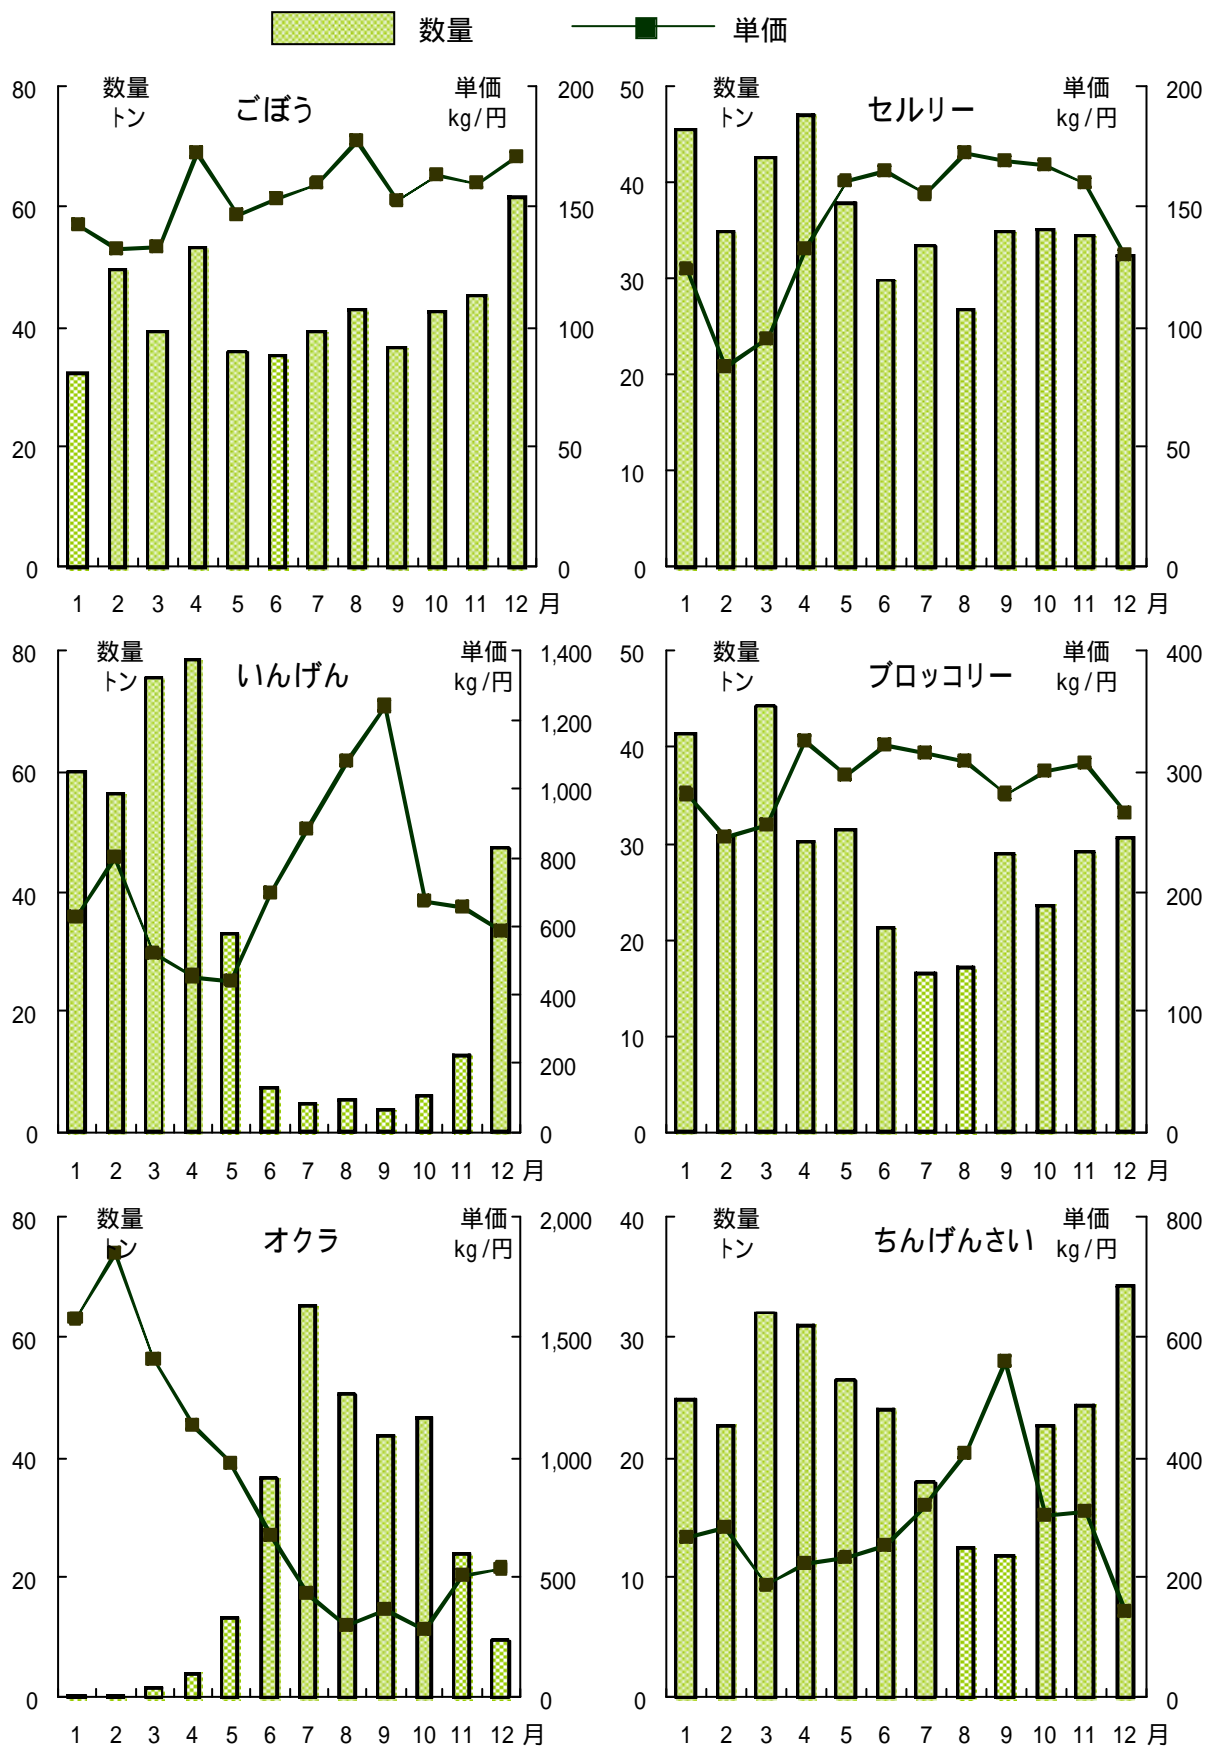 数量 単価
数量 ごぼう 単価
トン kg/円
80 200
60 150
40 100
20 50
0 0
1 2 3 4 5 6 7 8 9 10 11 12 月
数量 セルリー 単価
トン kg/円
50 200
40 150
30 100
20 50
10
0 0
1 2 3 4 5 6 7 8 9 10 11 12 月
数量 いんげん 単価
トン kg/円
80 1,400
1,200
60 1,000
800
40 600
20 400
200
0 0
1 2 3 4 5 6 7 8 9 10 11 12 月
数量 ブロッコリー 単価
トン kg/円
50 400
40 300
30 200
20 100
10
0 0
1 2 3 4 5 6 7 8 9 10 11 12 月
数量 オクラ 単価
トン kg/円
80 2,000
60 1,500
40 1,000
20 500
0 0
1 2 3 4 5 6 7 8 9 10 11 12 月
数量 ちんげんさい 単価
トン kg/円
40 800
30 600
20 400
10 200
0 0
1 2 3 4 5 6 7 8 9 10 11 12 月